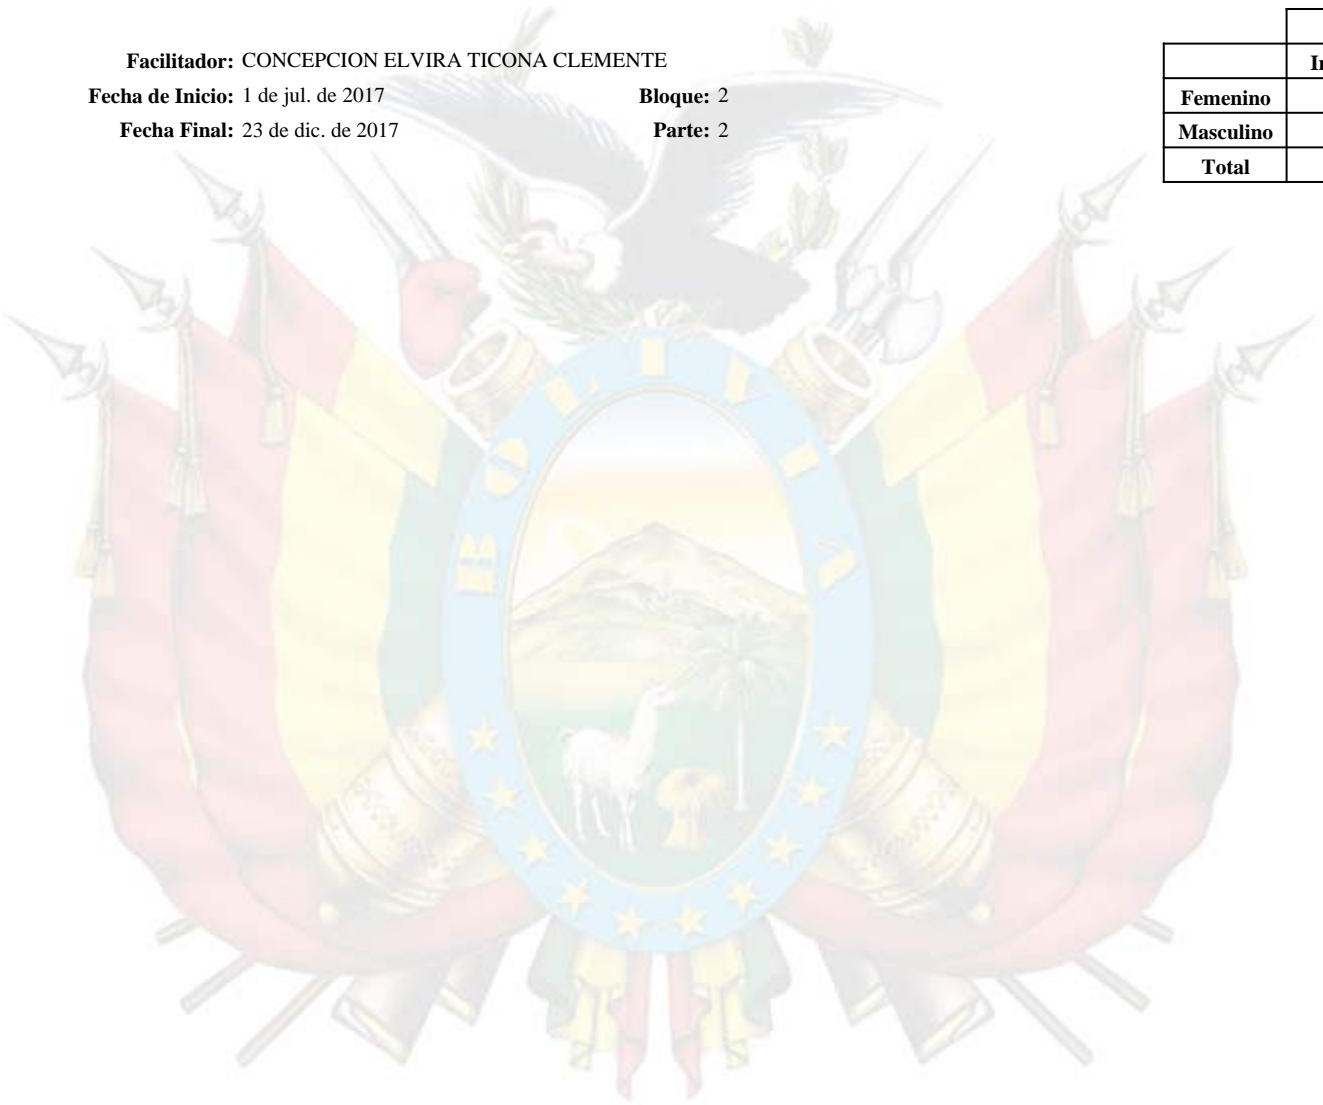 Facilitador: CONCEPCION ELVIRA TICONA CLEMENTE
Fecha de Inicio: 1 de jul. de 2017 Bloque: 2
Fecha Final: 23 de dic. de 2017 Parte: 2
Femenino
Masculino
Total
BOLIVIA